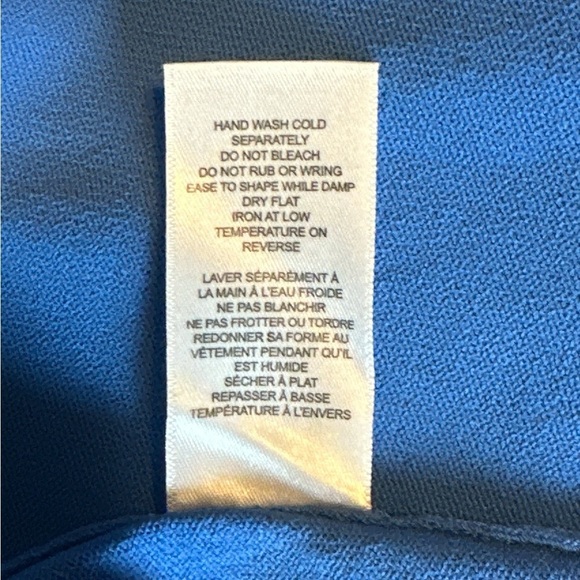 HAND WASH COLD
SEPARATELY
DO NOT BLEACH
DO NOT RUB OR WRING
EASE TO SHAPE WHILE DAMP
DRY FLAT
IRON AT LOW
TEMPERATURE ON
REVERSE
LAVER SÉPARÉMENT À
LA MAIN À L'EAU FROIDE
NE PAS BLANCHIR
NE PAS FROTTER OU TORDRE
REDONNER SA FORME AU
VÊTEMENT PENDANT QU'IL
EST HUMIDE
SÉCHER À PLAT
REPASSER À BASSE
TEMPÉRATURE À L'ENVERS